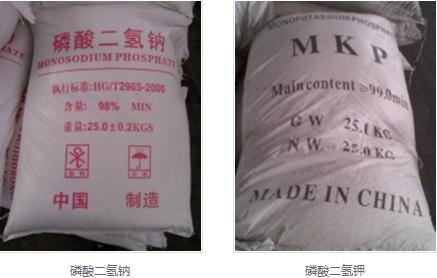 磷酸二氢钠
MONOSODIUM PHOSPHATE
执行标准:HG/T2965-2000
含量: 98% MIN
重量:25.0±0.2KGS
中国 制造
MONOPOTASSIUM PHOSPHATE
MKP
Main content ≥99.0min
G W 25.1 KG
N W 25.0 KG
MADE IN CHINA
磷酸二氢钠
磷酸二氢钾